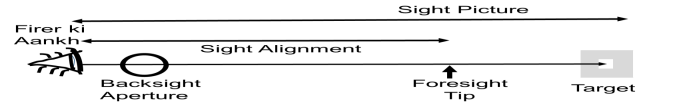 Sight Picture
Firer ki
Aankh
Sight Alignment
Backsight
Aperture
Foresight
Tip
Target